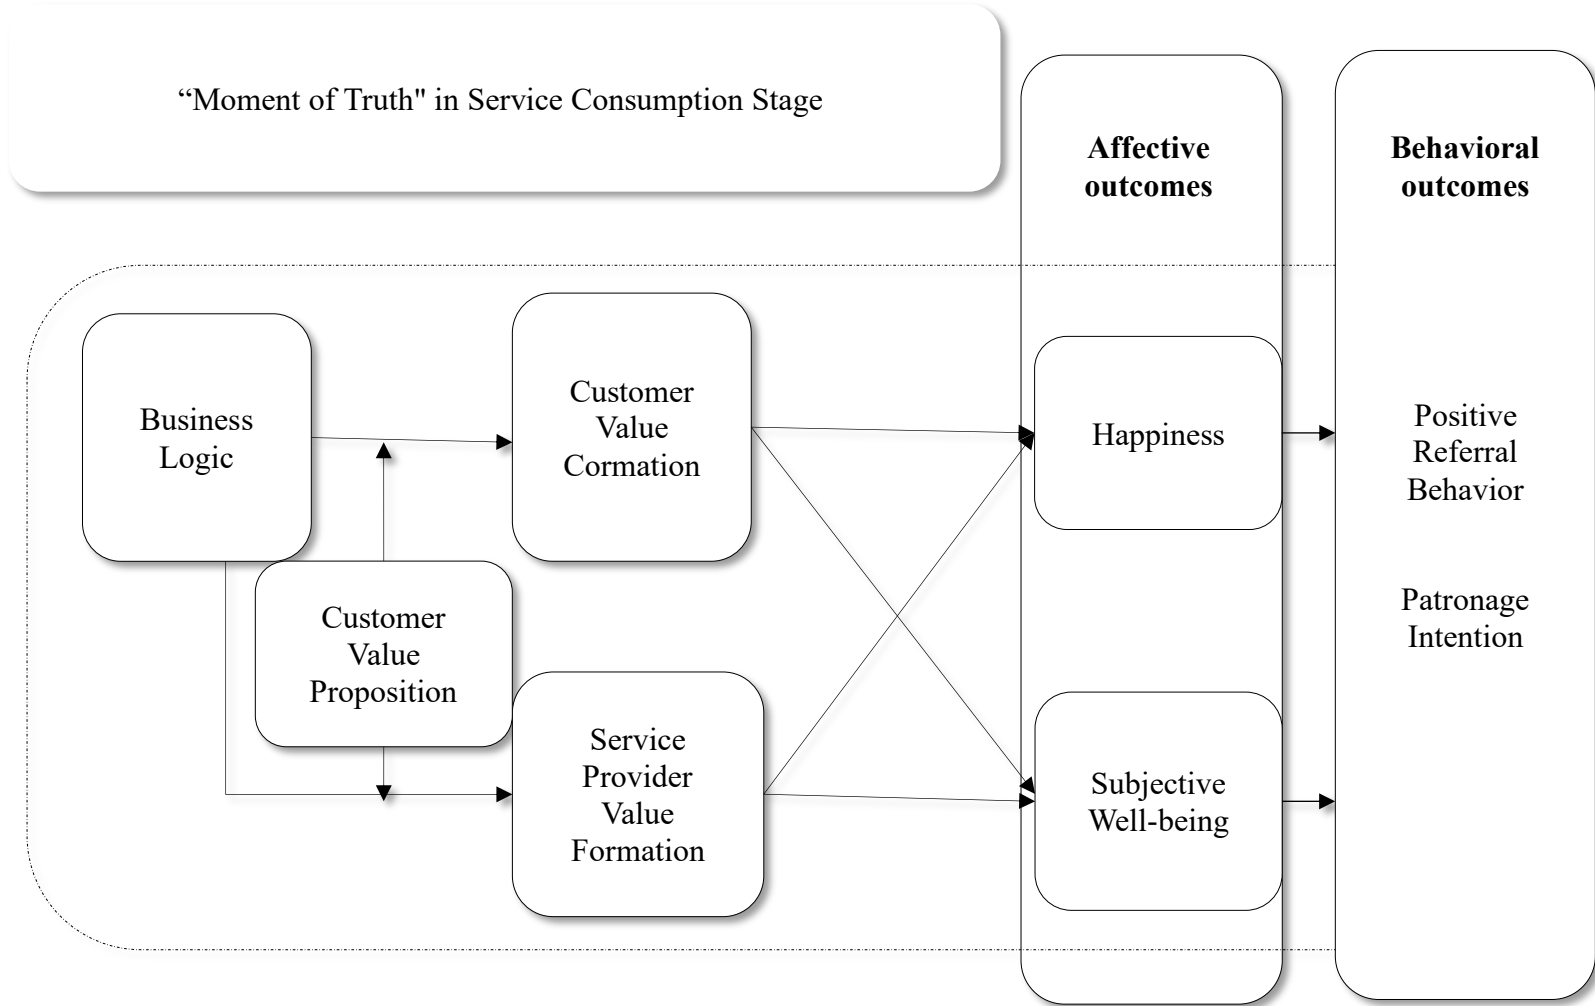 “Moment of Truth" in Service Consumption Stage
Affective
outcomes
Behavioral
outcomes
Business
Logic
Customer
Value
Cormation
Happiness
Positive
Referral
Behavior
Customer
Value
Proposition
Patronage
Intention
Service
Provider
Value
Formation
Subjective
Well-being